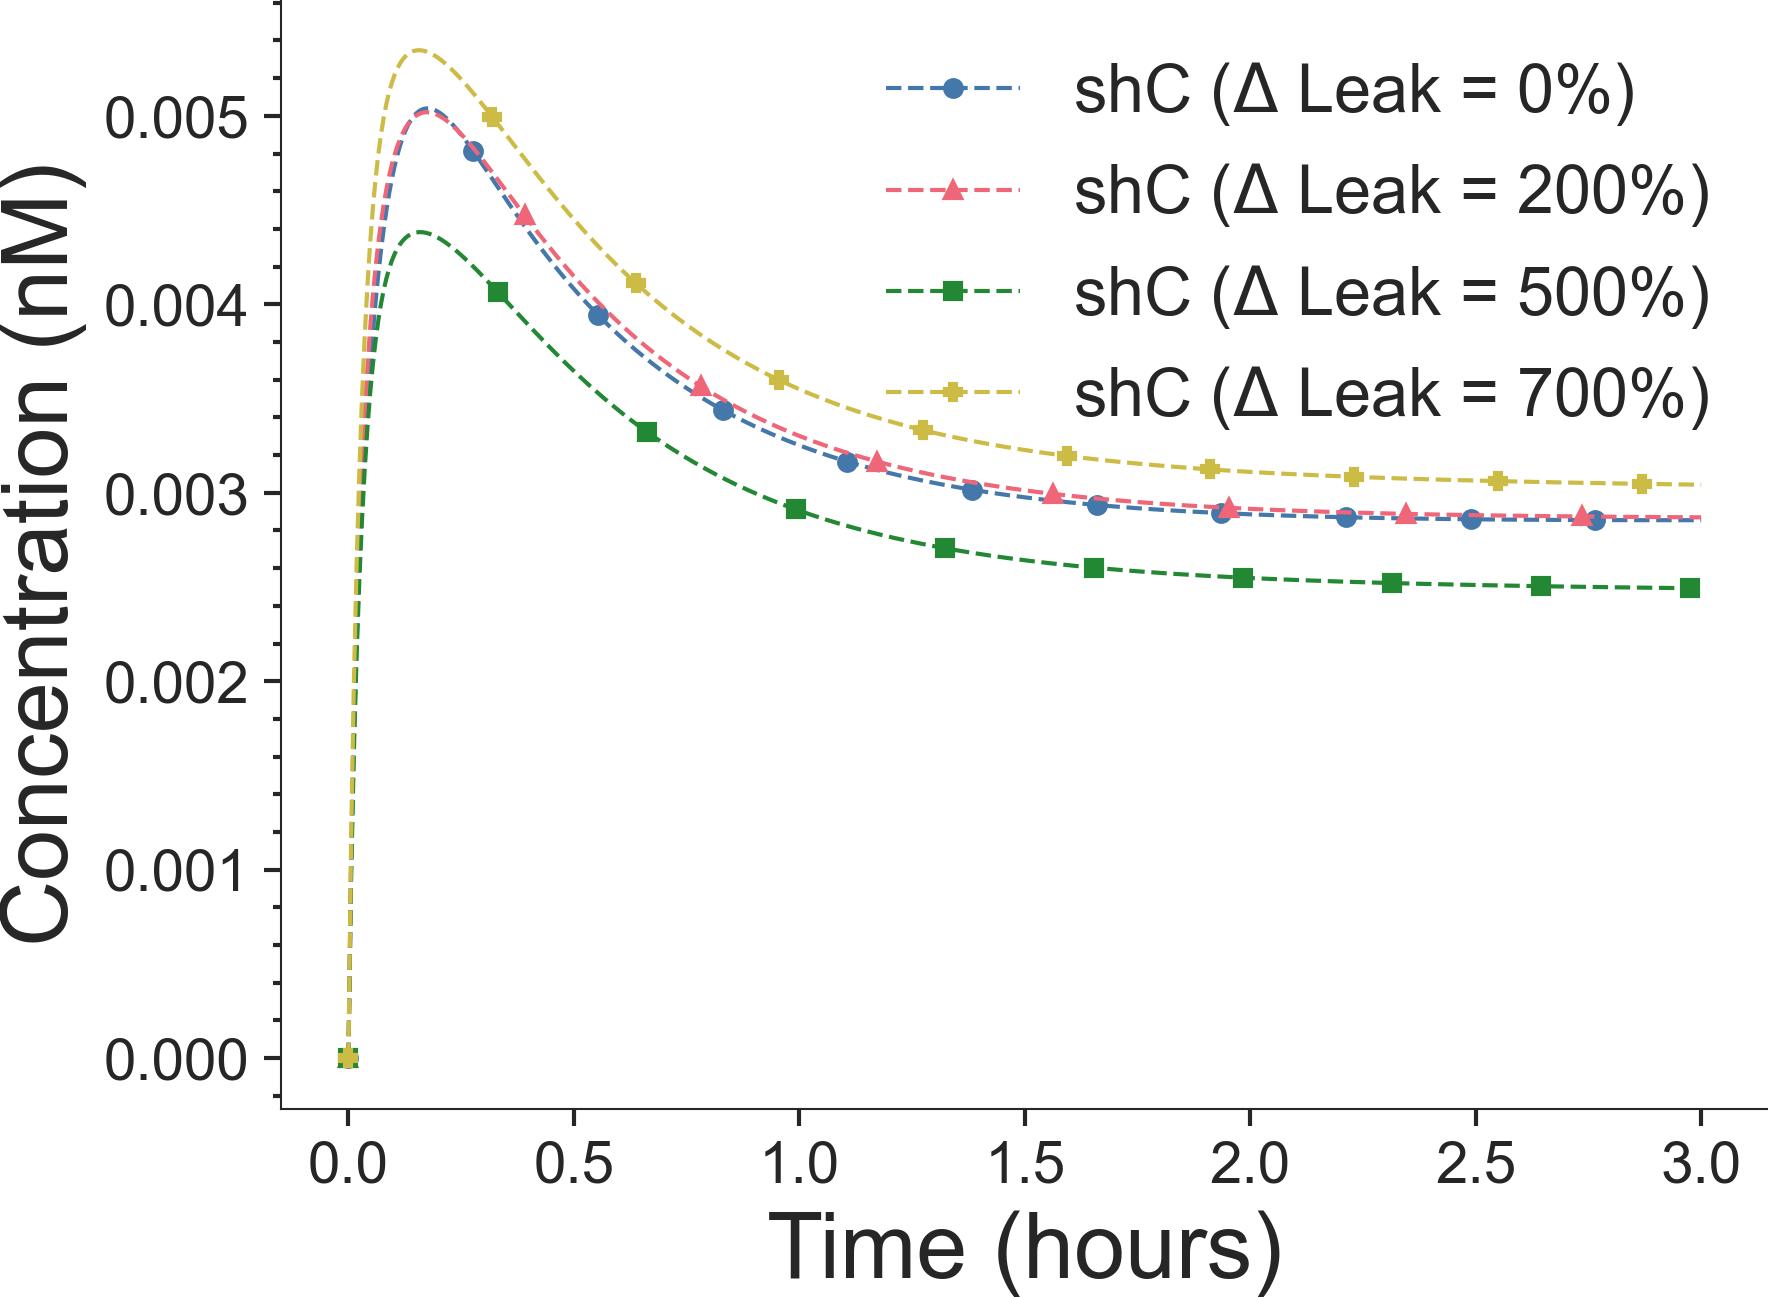 Concentration (nM)
0.005
0.004
0.003
0.002
0.001
0.000
shC (Δ Leak = 0%)
shC (Δ Leak = 200%)
shC (Δ Leak = 500%)
shC (Δ Leak = 700%)
0.0 0.5 1.0 1.5 2.0 2.5 3.0
Time (hours)